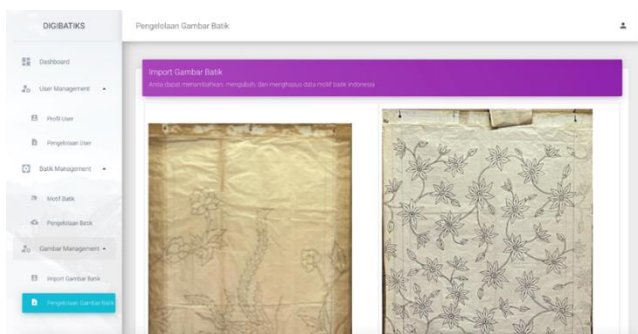 DIGIBATIKS
Dashboard
User Management
Profil User
Pengelolaan User
Batik Management
Motif Batik
Pengelolaan Batik
Gambar Management
Import Gambar Batik
Pengelolaan Gambar Batik
Pengelolaan Gambar Batik
Import Gambar Batik
Anda dapat menambahkan, mengubah, dan menghapus data motif batik Indonesia